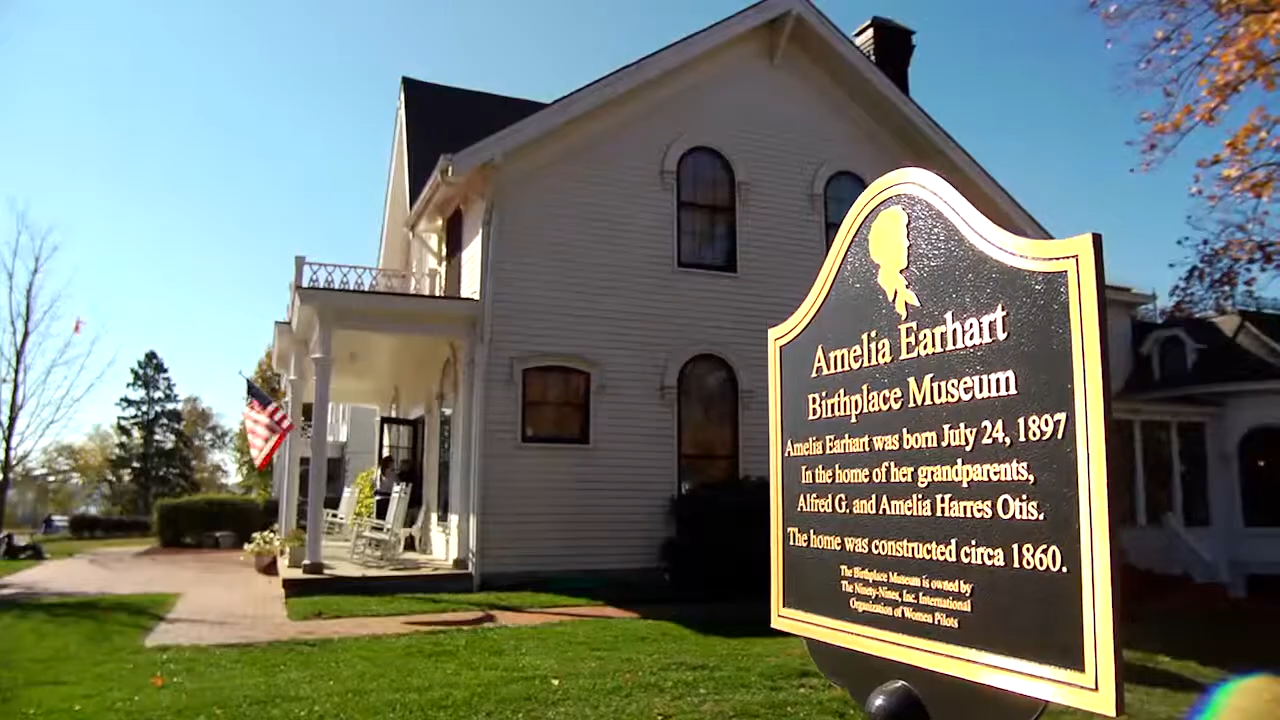 Amelia Earhart
Birthplace Museum
Amelia Earhart was born July 24, 1897
In the home of her grandparents,
Alfred G. and Amelia Harres Otis.
The home was constructed circa 1860.
The Birthplace Museum is owned by
The Ninety-Nines, Inc. International
Organization of Women Pilots